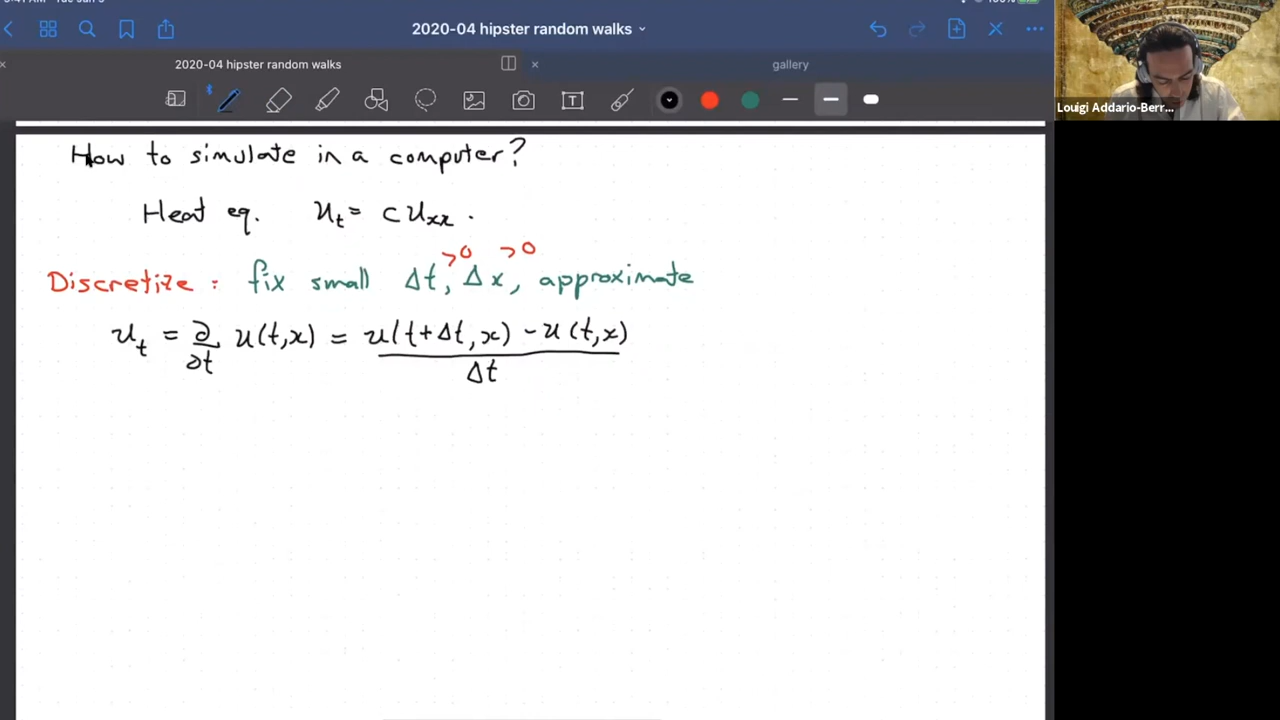 2020-04 hipster random walks
2020-04 hipster random walks
gallery
T
Louigi Addario-Berr...
How to simulate in a computer?
Heat eq. u_t = c u_xx.
>0 >0
Discretize: fix small Δt, Δx, approximate
u_t = ∂/∂t u(t,x) = (u(t+Δt,x) - u(t,x))/Δt